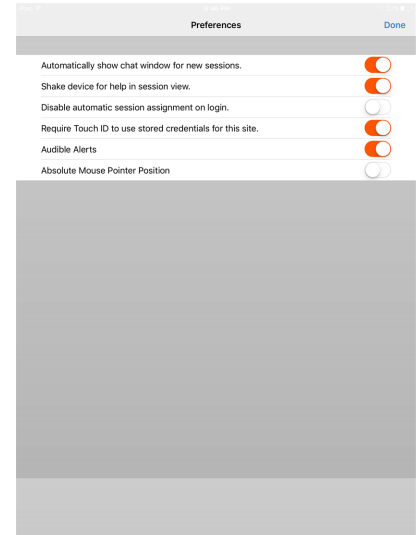 Preferences
Done
Automatically show chat window for new sessions.
Shake device for help in session view.
Disable automatic session assignment on login.
Require Touch ID to use stored credentials for this site.
Audible Alerts
Absolute Mouse Pointer Position